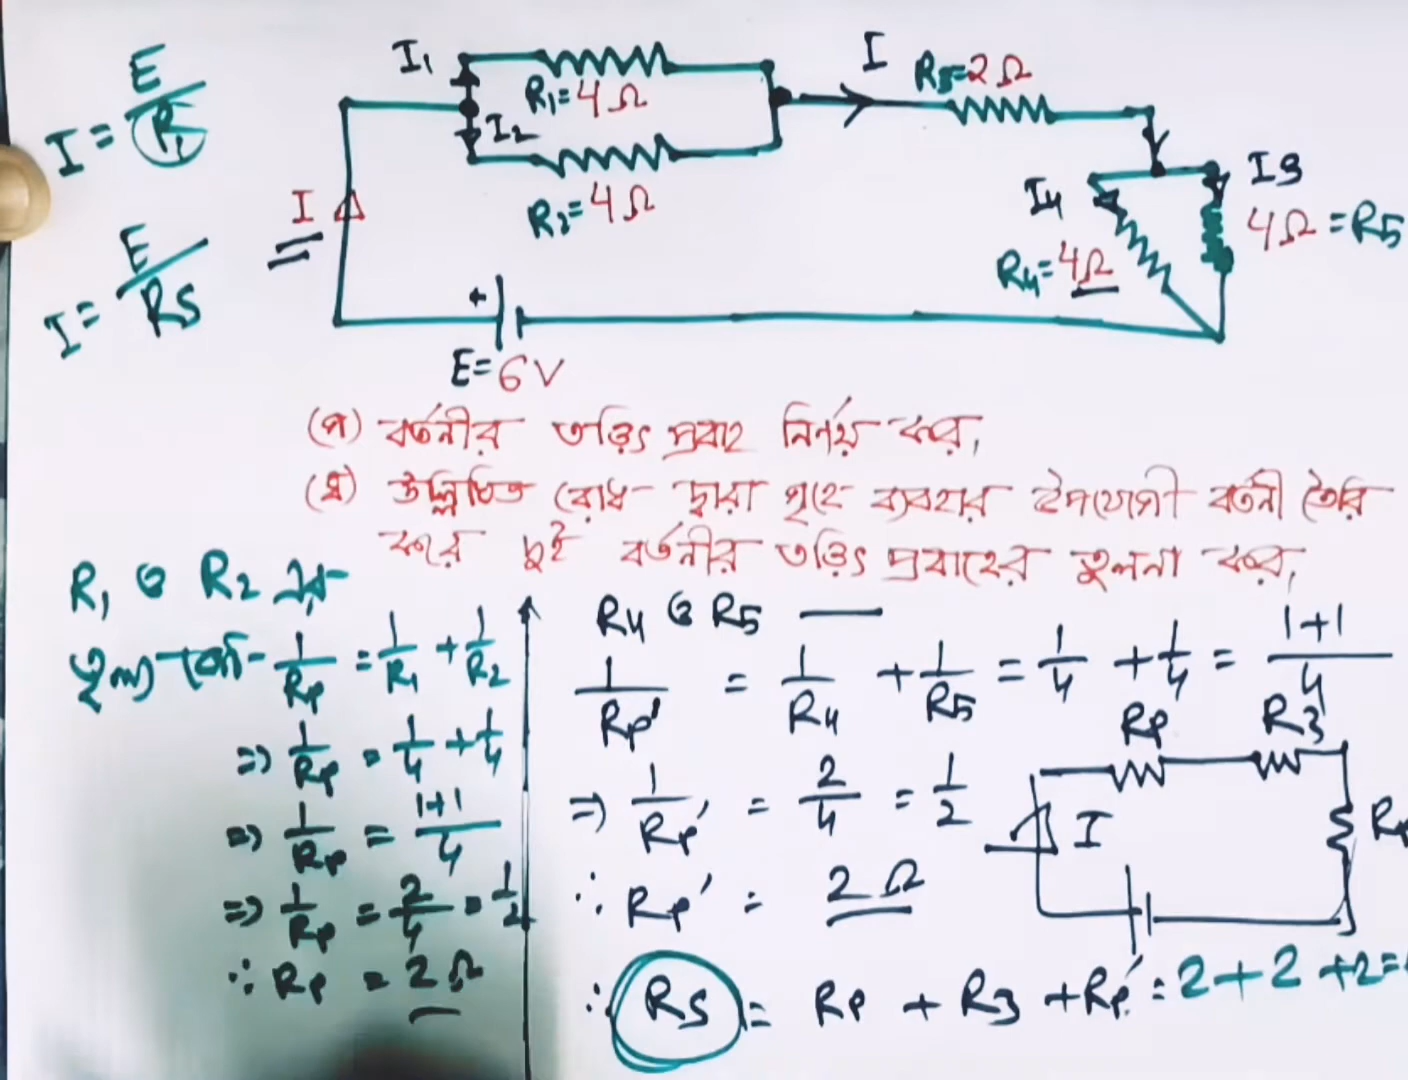 I = E/R₁
I₁
R₁=4Ω
I₂
R₂=4Ω
I
R3=2Ω
I
I4
R4=4Ω
I3
4Ω = R5
I = E/RS
+
E=6V
(গ) বর্তনীর তড়িৎ প্রবাহ নির্ণয় কর,
(ঘ) উল্লিখিত রোধ দ্বারা গৃহে ব্যবহার উপযোগী বর্তনী তৈরি
করে দুই বর্তনীর তড়িৎ প্রবাহের তুলনা কর,
R₁ ও R₂ এর
তুল্য রোধ 1/Rp = 1/R₁ + 1/R₂
⇒ 1/Rp = 1/4 + 1/4
⇒ 1/Rp = 1+1/4
⇒ 1/Rp = 2/4 = 1/2
∴ Rp = 2Ω
R4 ও R5 —
1/Rp' = 1/R4 + 1/R5 = 1/4 + 1/4 = 1+1/4
⇒ 1/Rp' = 2/4 = 1/2
∴ Rp' = 2Ω
Rp R3
I
∴ RS = Rp + R3 + Rp' = 2+2+2=